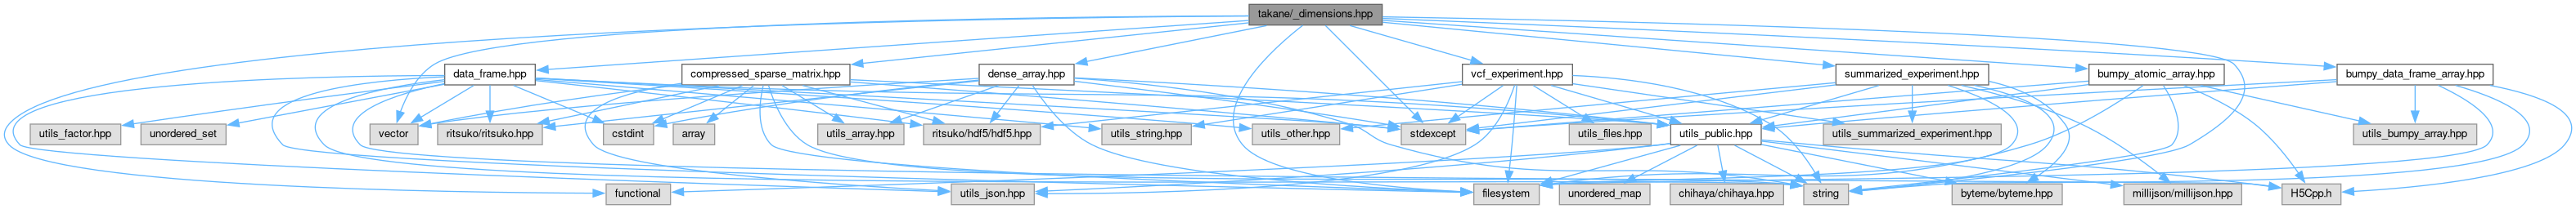 takane/_dimensions.hpp
data_frame.hpp
compressed_sparse_matrix.hpp
dense_array.hpp
vcf_experiment.hpp
summarized_experiment.hpp
bumpy_atomic_array.hpp
bumpy_data_frame_array.hpp
utils_factor.hpp
unordered_set
vector
ritsuko/ritsuko.hpp
cstdint
array
utils_array.hpp
ritsuko/hdf5/hdf5.hpp
utils_string.hpp
utils_other.hpp
stdexcept
utils_files.hpp
utils_public.hpp
utils_summarized_experiment.hpp
utils_bumpy_array.hpp
functional
utils_json.hpp
filesystem
unordered_map
chihaya/chihaya.hpp
string
byteme/byteme.hpp
millijson/millijson.hpp
H5Cpp.h